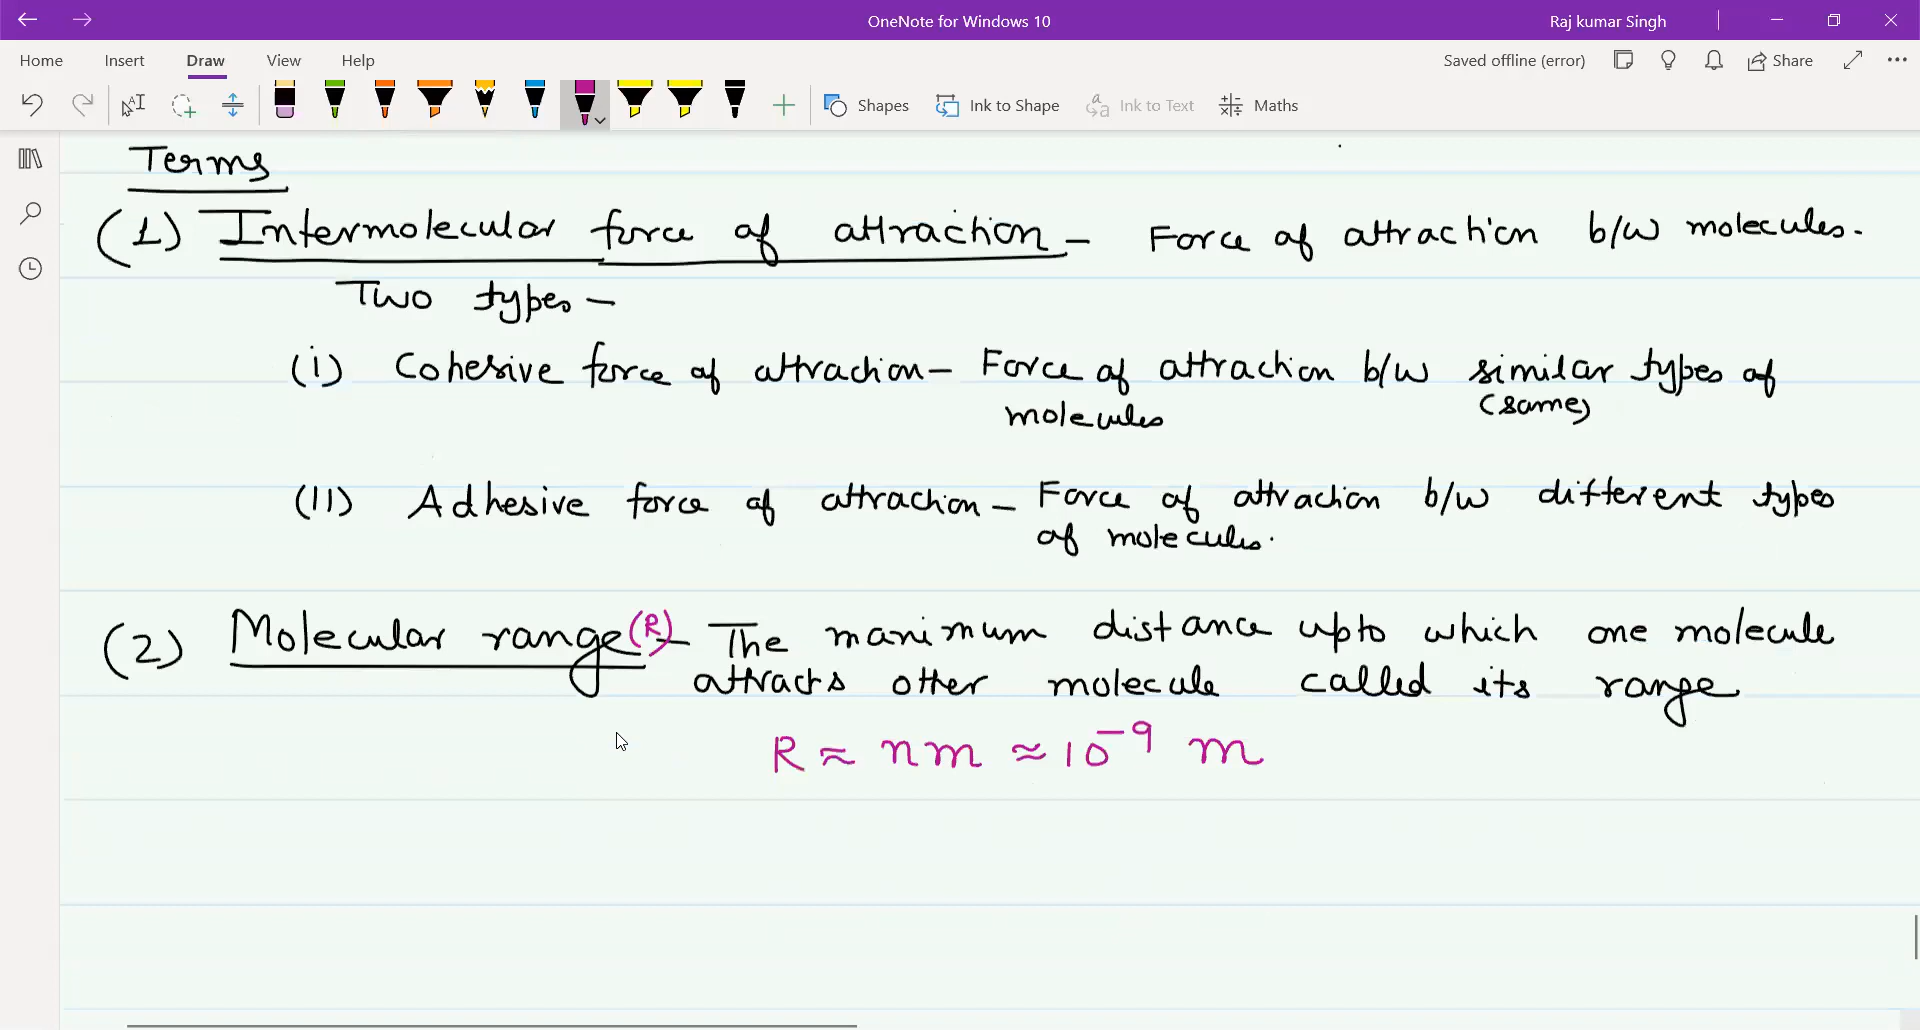 OneNote for Windows 10
Raj kumar Singh
Home Insert Draw View Help
Saved offline (error) Share
Shapes Ink to Shape Ink to Text Maths
Terms
(1) Intermolecular force of attraction - Force of attraction b/w molecules.
Two types -
(i) Cohesive force of attraction - Force of attraction b/w similar types of
(same)
molecules
(II) Adhesive force of attraction - Force of attraction b/w different types
of molecules.
(2) Molecular range (R) - The maximum distance upto which one molecule
attracts other molecule called its range
R ≈ nm ≈ 10⁻⁹ m